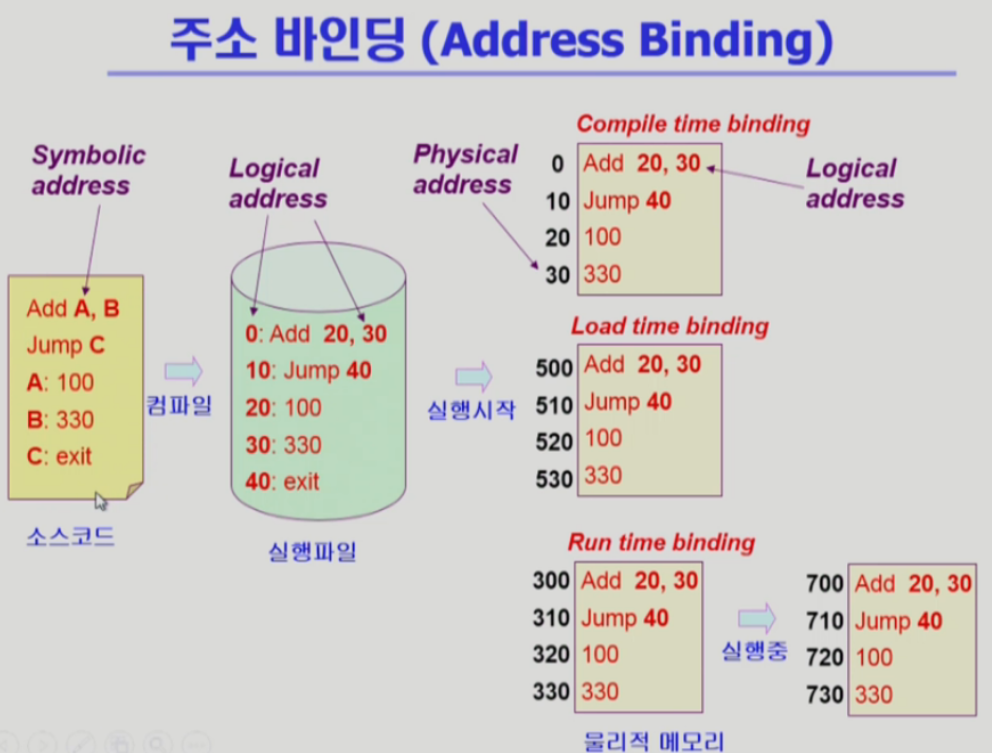 주소 바인딩 (Address Binding)
Symbolic
address
Add A, B
Jump C
A: 100
B: 330
C: exit
소스코드
컴파일
Logical
address
0: Add 20, 30
10: Jump 40
20: 100
30: 330
40: exit
실행파일
실행시작
Physical
address
Compile time binding
0 Add 20, 30
10 Jump 40
20 100
30 330
Logical
address
Load time binding
500 Add 20, 30
510 Jump 40
520 100
530 330
Run time binding
300 Add 20, 30
310 Jump 40
320 100
330 330
실행중
700 Add 20, 30
710 Jump 40
720 100
730 330
물리적 메모리